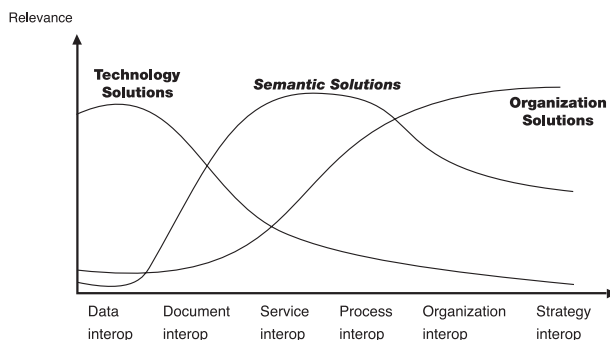 Relevance
Technology
Solutions
Semantic Solutions
Organization
Solutions
Data Document Service Process Organization Strategy
interop interop interop interop interop interop